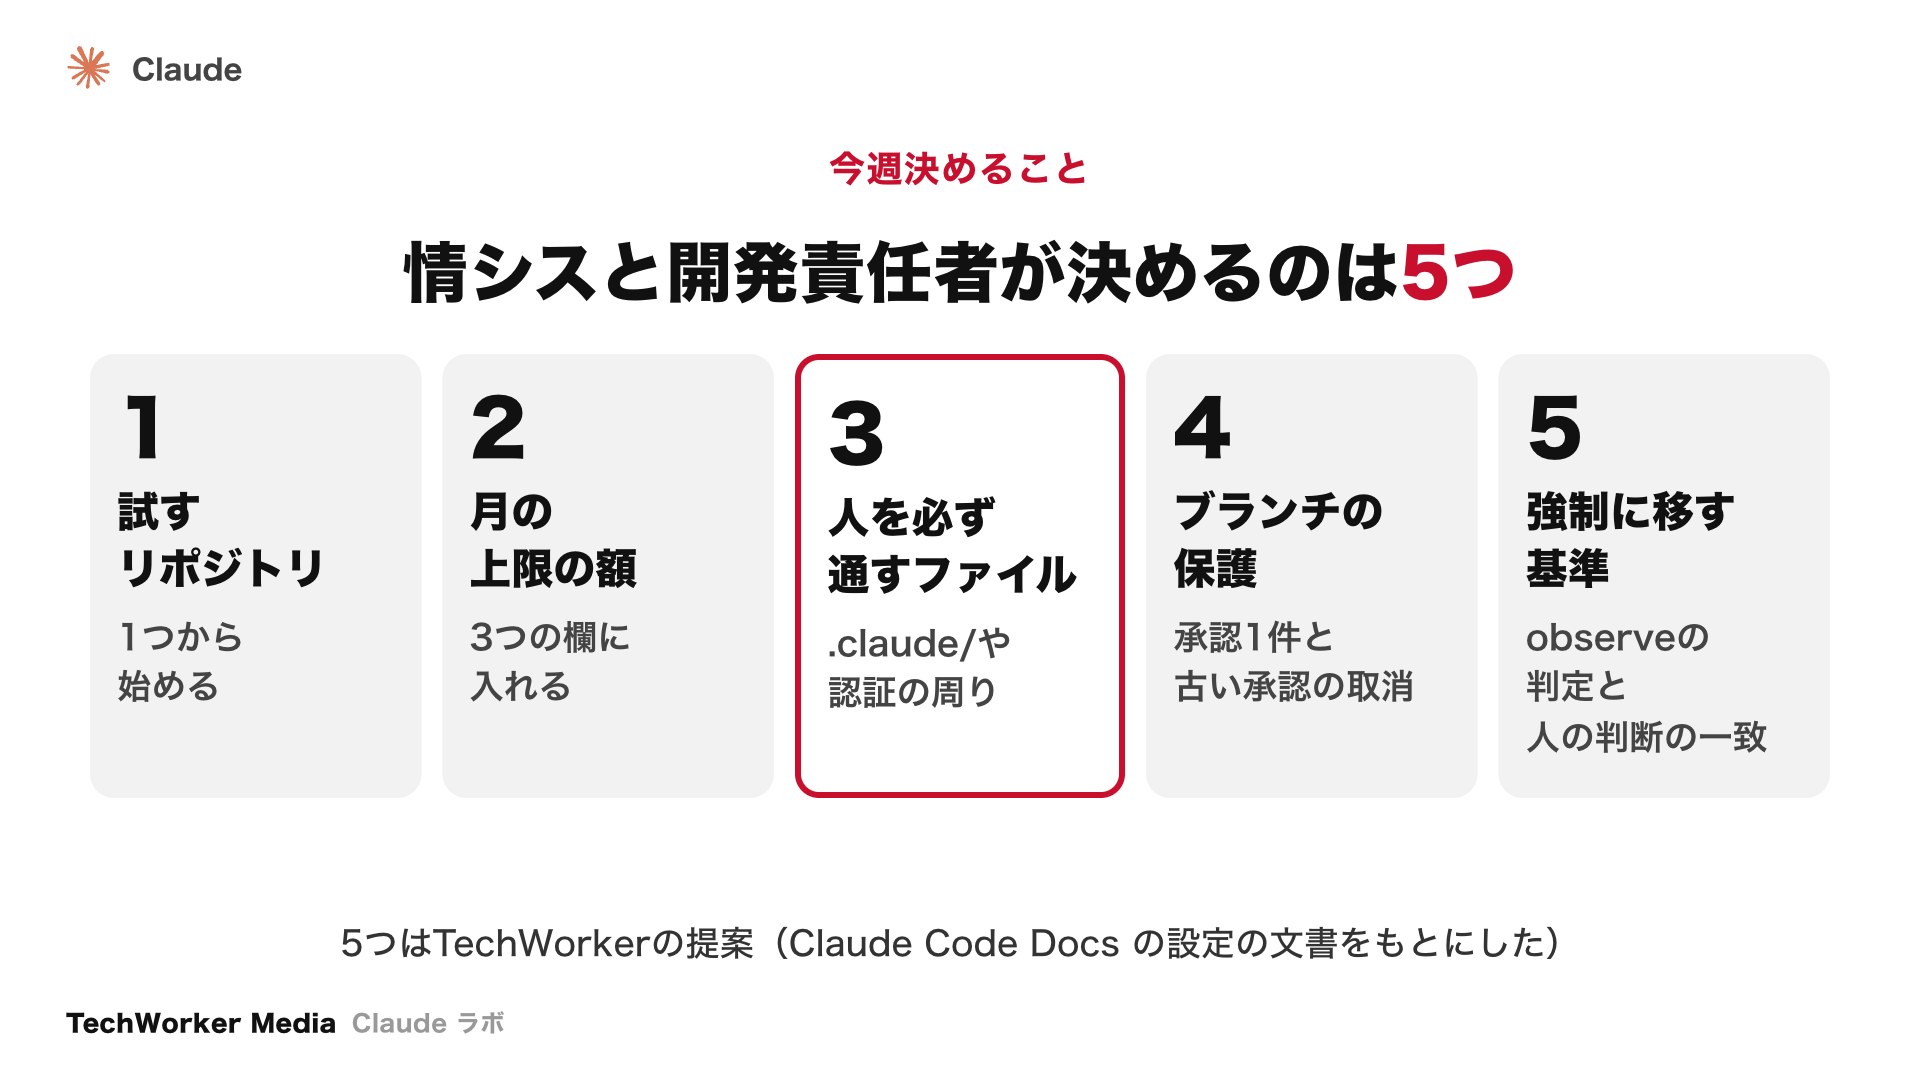 Claude
今週決めること
情シスと開発責任者が決めるのは5つ
1
試す
リポジトリ
1つから
始める
2
月の
上限の額
3つの欄に
入れる
3
人を必ず
通すファイル
.claude/や
認証の周り
4
ブランチの
保護
承認1件と
古い承認の取消
5
強制に移す
基準
observeの
判定と
人の判断の一致
5つはTechWorkerの提案（Claude Code Docs の設定の文書をもとにした）
TechWorker Media Claude ラボ